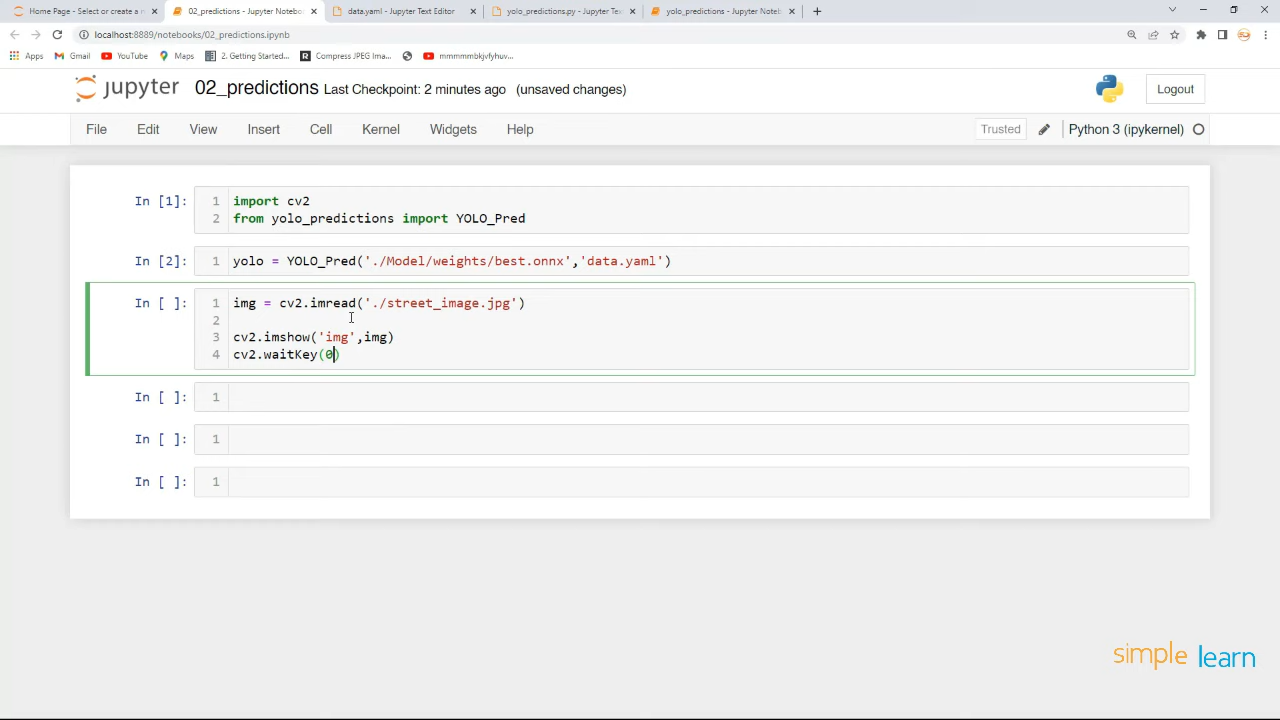 Home Page - Select or create a n
02_predictions - Jupyter Notebo
data.yaml - Jupyter Text Editor
yolo_predictions.py - Jupyter Tex
yolo_predictions - Jupyter Noteb
localhost:8889/notebooks/02_predictions.ipynb
Apps Gmail YouTube Maps 2. Getting Started... Compress JPEG Ima... mmmmmbkjvfyhuv...
jupyter 02_predictions Last Checkpoint: 2 minutes ago (unsaved changes) Logout
File Edit View Insert Cell Kernel Widgets Help Trusted Python 3 (ipykernel)
In [1]: 1 import cv2
2 from yolo_predictions import YOLO_Pred
In [2]: 1 yolo = YOLO_Pred('./Model/weights/best.onnx','data.yaml')
In [ ]: 1 img = cv2.imread('./street_image.jpg')
2
3 cv2.imshow('img',img)
4 cv2.waitKey(0)
In [ ]: 1
In [ ]: 1
In [ ]: 1
simple learn